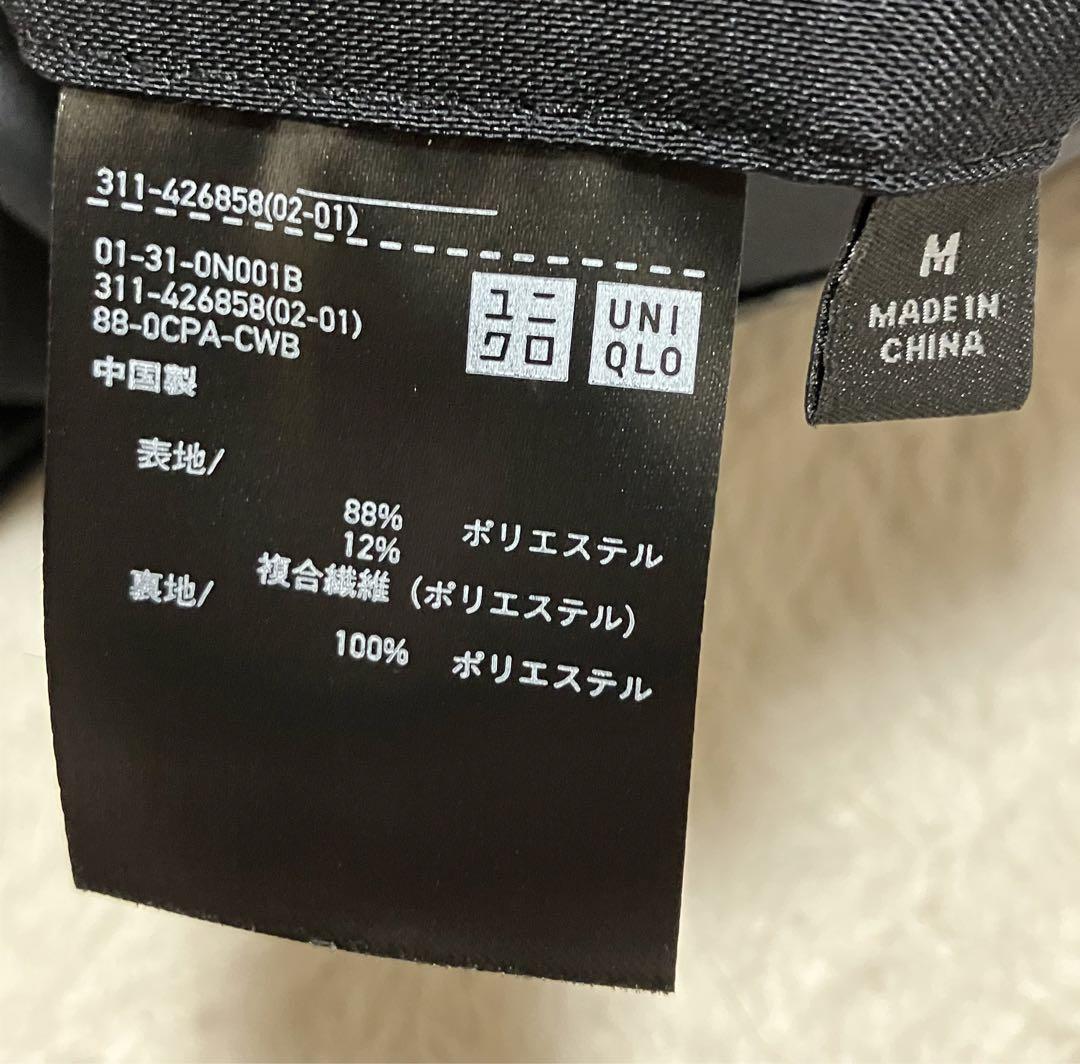 311-426858(02-01)
01-31-0N001B
311-426858(02-01)
88-0CPA-CWB
中国製
ユニ
クロ
UNI
QLO
表地/
88% ポリエステル
12%
複合繊維 (ポリエステル)
裏地/
100% ポリエステル
M
MADE IN
CHINA